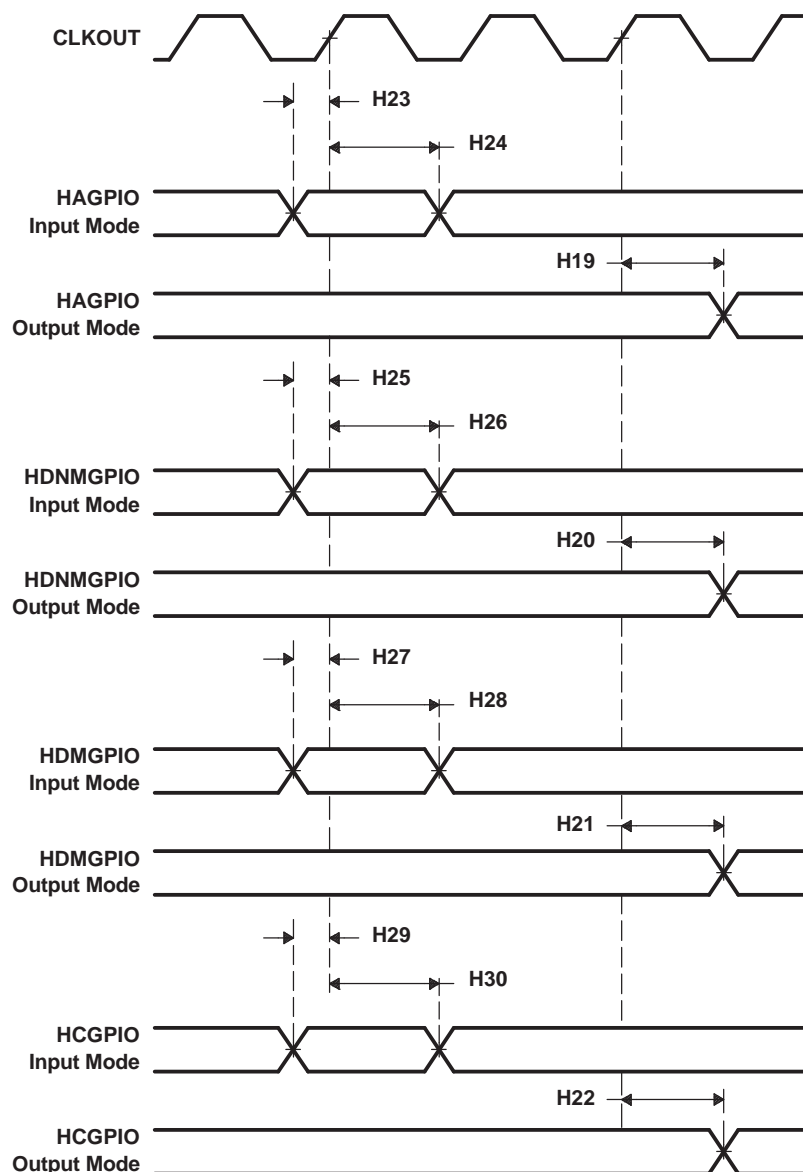 CLKOUT
H23
H24
HAGPIO
Input Mode
H19
HAGPIO
Output Mode
H25
H26
HDNMGPIO
Input Mode
H20
HDNMGPIO
Output Mode
H27
H28
HDMGPIO
Input Mode
H21
HDMGPIO
Output Mode
H29
H30
HCGPIO
Input Mode
H22
HCGPIO
Output Mode